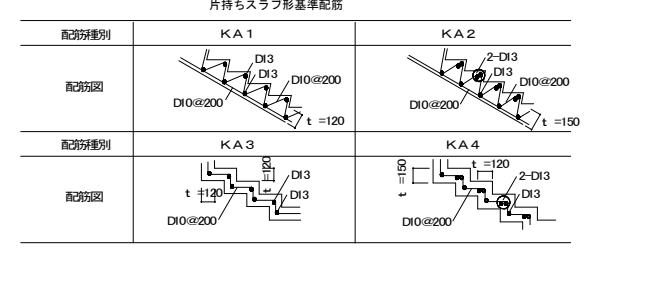 片持ちスラブ形基準配筋
配筋種別 KA1 KA2
配筋図
D13
D13
D10@200
D10@200
t=120
2-D13
D13
D10@200
D10@200
t=150
配筋種別 KA3 KA4
配筋図
t=120
t=120
D13
D13
D10@200
t=150
t=120
2-D13
D13
D10@200